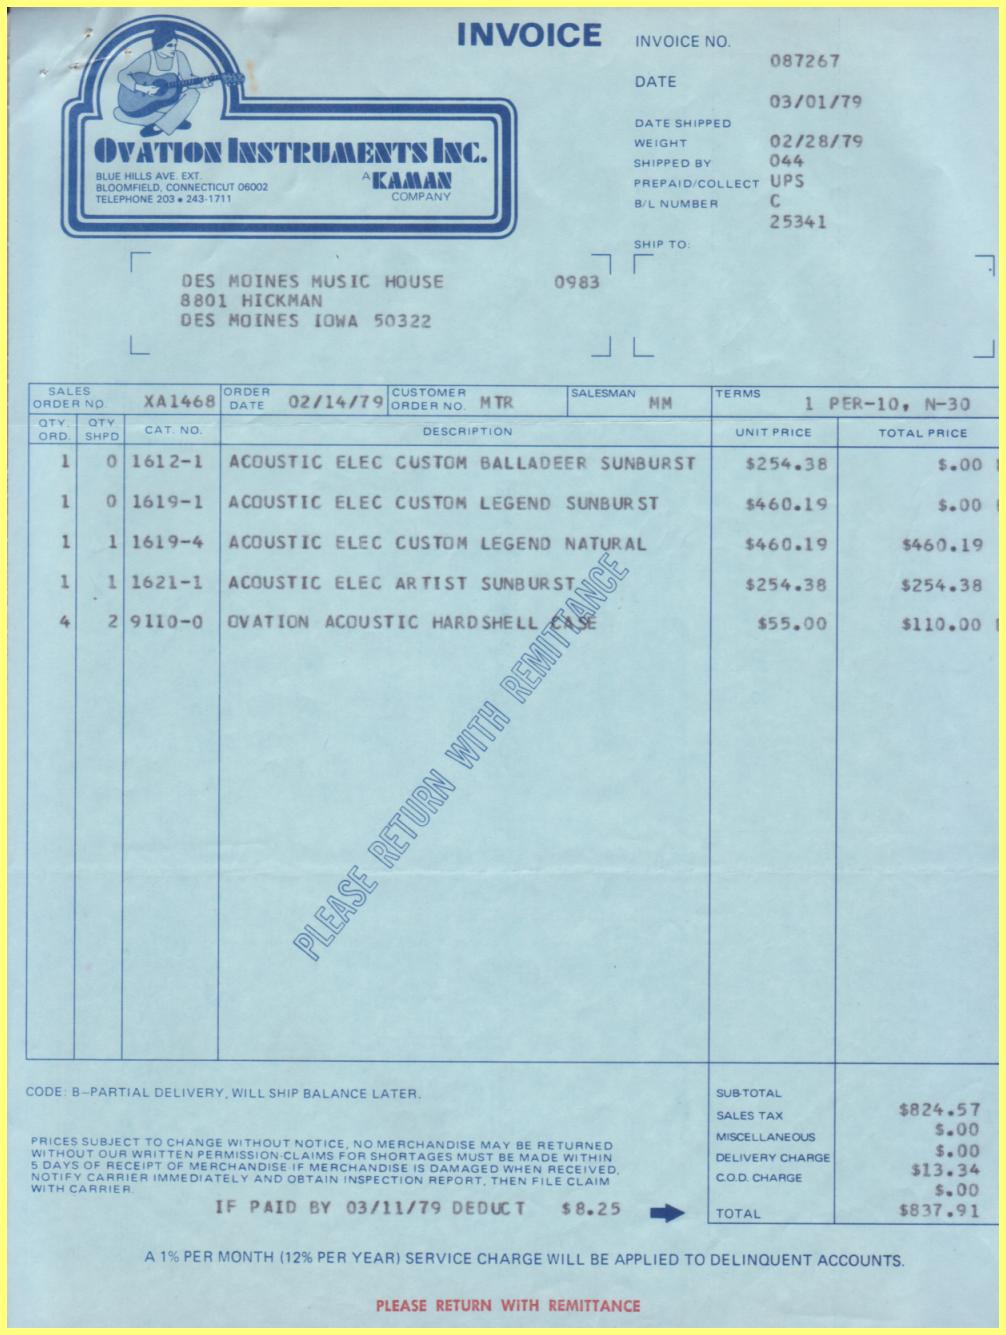 INVOICE
INVOICE NO.
087267
DATE
03/01/79
DATE SHIPPED
WEIGHT 02/28/79
SHIPPED BY 044
PREPAID/COLLECT UPS
B/L NUMBER C
25341
OVATION INSTRUMENTS INC.
BLUE HILLS AVE. EXT.
BLOOMFIELD, CONNECTICUT 06002
TELEPHONE 203 • 243-1711
A KAMAN
COMPANY
SHIP TO:
DES MOINES MUSIC HOUSE 0983
8801 HICKMAN
DES MOINES IOWA 50322
SALES ORDER NO. XA1468 ORDER DATE 02/14/79 CUSTOMER ORDER NO. MTR SALESMAN MM TERMS 1 PER-10, N-30
QTY. ORD. QTY SHPD CAT. NO. DESCRIPTION UNIT PRICE TOTAL PRICE
1 0 1612-1 ACOUSTIC ELEC CUSTOM BALLADEER SUNBURST $254.38 $.00
1 0 1619-1 ACOUSTIC ELEC CUSTOM LEGEND SUNBURST $460.19 $.00
1 1 1619-4 ACOUSTIC ELEC CUSTOM LEGEND NATURAL $460.19 $460.19
1 1 1621-1 ACOUSTIC ELEC ARTIST SUNBURST $254.38 $254.38
4 2 9110-0 OVATION ACOUSTIC HARDSHELL CASE $55.00 $110.00
PLEASE RETURN WITH REMITTANCE
CODE: B—PARTIAL DELIVERY, WILL SHIP BALANCE LATER.
PRICES SUBJECT TO CHANGE WITHOUT NOTICE, NO MERCHANDISE MAY BE RETURNED
WITHOUT OUR WRITTEN PERMISSION-CLAIMS FOR SHORTAGES MUST BE MADE WITHIN
5 DAYS OF RECEIPT OF MERCHANDISE-IF MERCHANDISE IS DAMAGED WHEN RECEIVED,
NOTIFY CARRIER IMMEDIATELY AND OBTAIN INSPECTION REPORT, THEN FILE CLAIM
WITH CARRIER.
IF PAID BY 03/11/79 DEDUCT $8.25
SUB-TOTAL $824.57
SALES TAX $.00
MISCELLANEOUS $.00
DELIVERY CHARGE $13.34
C.O.D. CHARGE $.00
TOTAL $837.91
A 1% PER MONTH (12% PER YEAR) SERVICE CHARGE WILL BE APPLIED TO DELINQUENT ACCOUNTS.
PLEASE RETURN WITH REMITTANCE